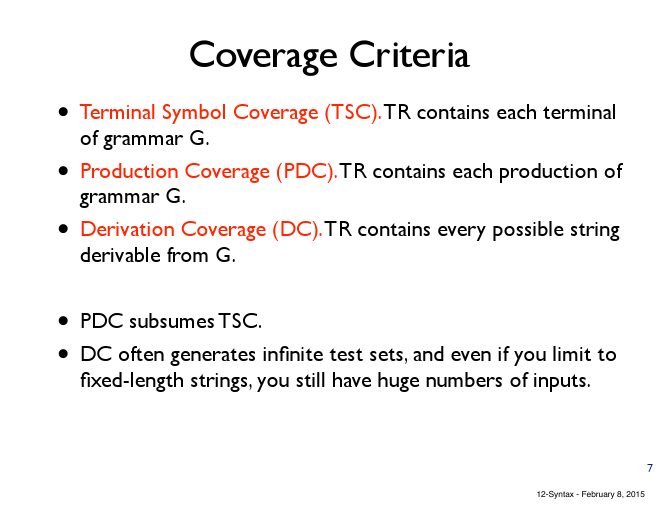 Coverage Criteria
• Terminal Symbol Coverage (TSC). TR contains each terminal
of grammar G.
• Production Coverage (PDC). TR contains each production of
grammar G.
• Derivation Coverage (DC). TR contains every possible string
derivable from G.
• PDC subsumes TSC.
• DC often generates infinite test sets, and even if you limit to
fixed-length strings, you still have huge numbers of inputs.
7
12-Syntax - February 8, 2015